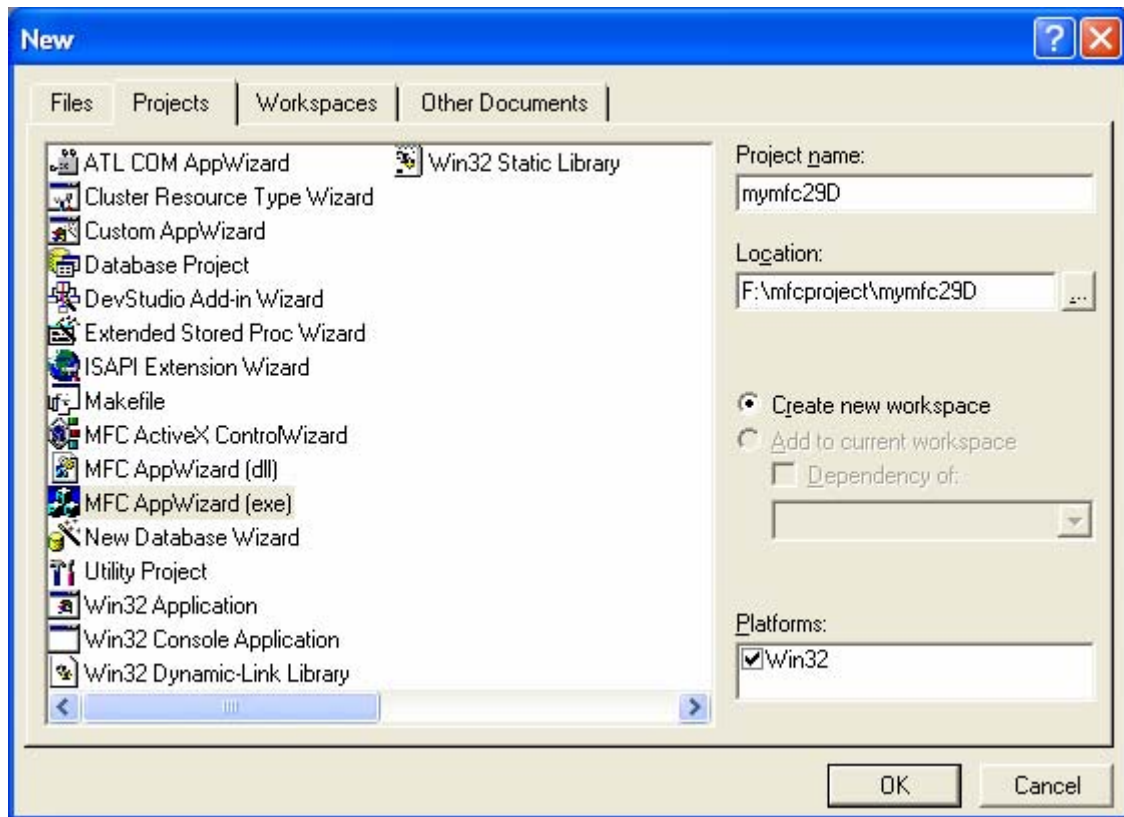 New
Files Projects Workspaces Other Documents
ATL COM AppWizard
Cluster Resource Type Wizard
Custom AppWizard
Database Project
DevStudio Add-in Wizard
Extended Stored Proc Wizard
ISAPI Extension Wizard
Makefile
MFC ActiveX ControlWizard
MFC AppWizard (dll)
MFC AppWizard (exe)
New Database Wizard
Utility Project
Win32 Application
Win32 Console Application
Win32 Dynamic-Link Library
Win32 Static Library
Project name:
mymfc29D
Location:
F:\mfcproject\mymfc29D
...
Create new workspace
Add to current workspace
Dependency of:
Platforms:
Win32
OK Cancel